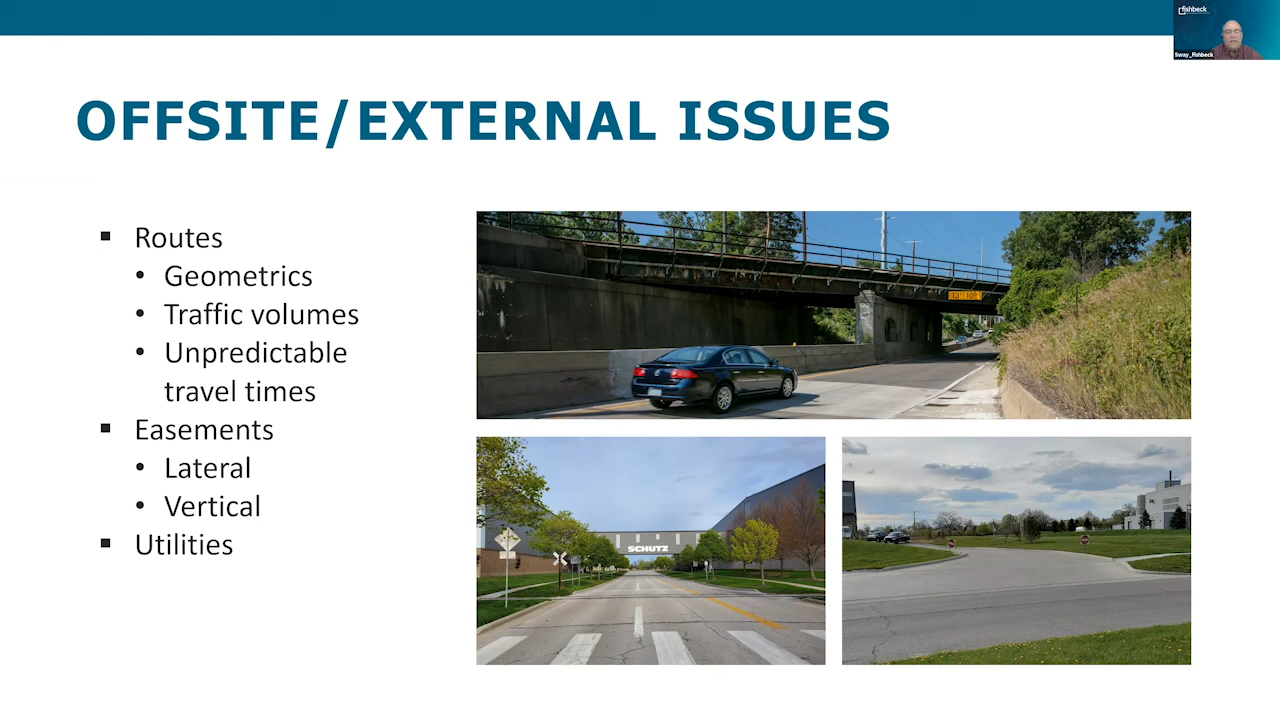 fishbeck
Sway_Fishbeck
OFFSITE/EXTERNAL ISSUES
Routes
Geometrics
Traffic volumes
Unpredictable
travel times
Easements
Lateral
Vertical
Utilities
SCHUTZ